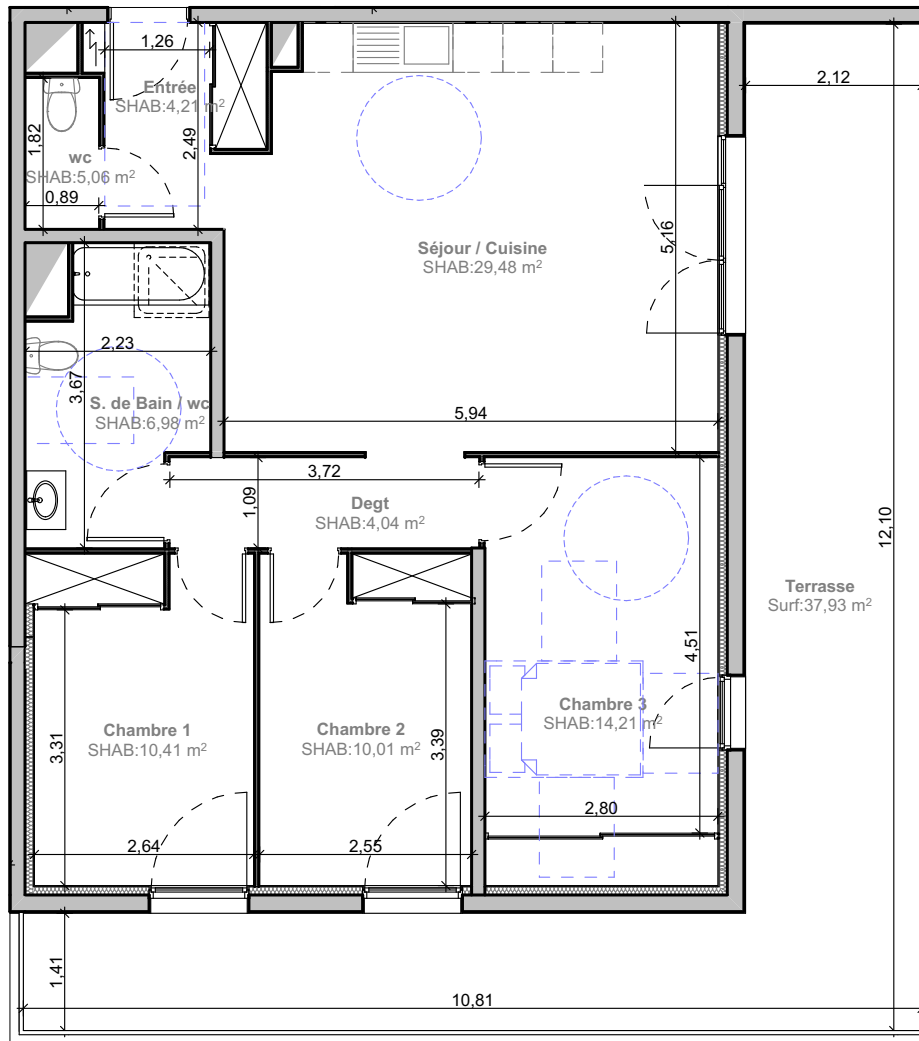 1,26
Entrée
SHAB:4,21 m²
2,12
1,82
2,49
wc
SHAB:5,06 m²
0,89
Séjour / Cuisine
SHAB:29,48 m²
5,16
2,23
3,67
S. de Bain / wc
SHAB:6,98 m²
5,94
3,72
1,09
Degt
SHAB:4,04 m²
12,10
Terrasse
Surf:37,93 m²
4,51
Chambre 3
SHAB:14,21 m²
Chambre 1
SHAB:10,41 m²
Chambre 2
SHAB:10,01 m²
3,31
3,39
2,80
2,64
2,55
1,41
10,81